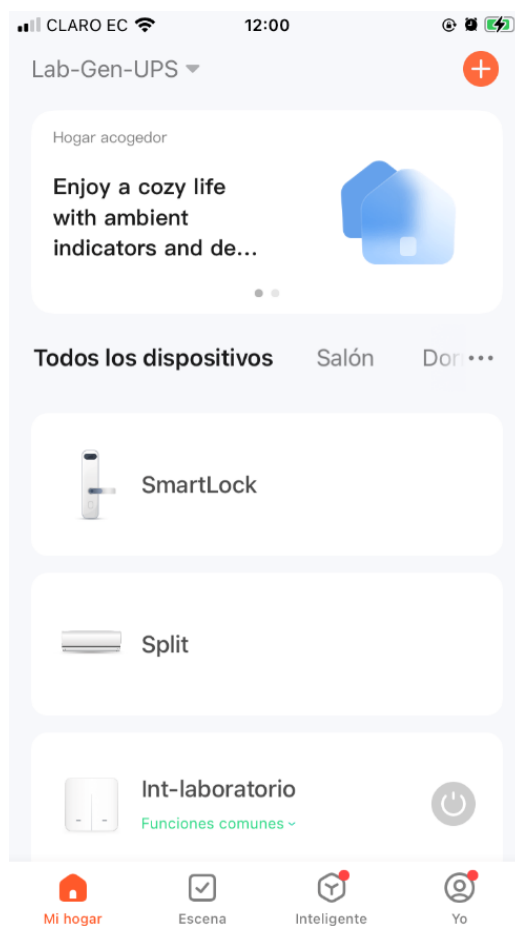 CLARO EC 12:00
Lab-Gen-UPS
Hogar acogedor
Enjoy a cozy life
with ambient
indicators and de...
Todos los dispositivos Salón
SmartLock
Split
Int-laboratorio
Funciones comunes
Mi hogar Escena Inteligente Yo